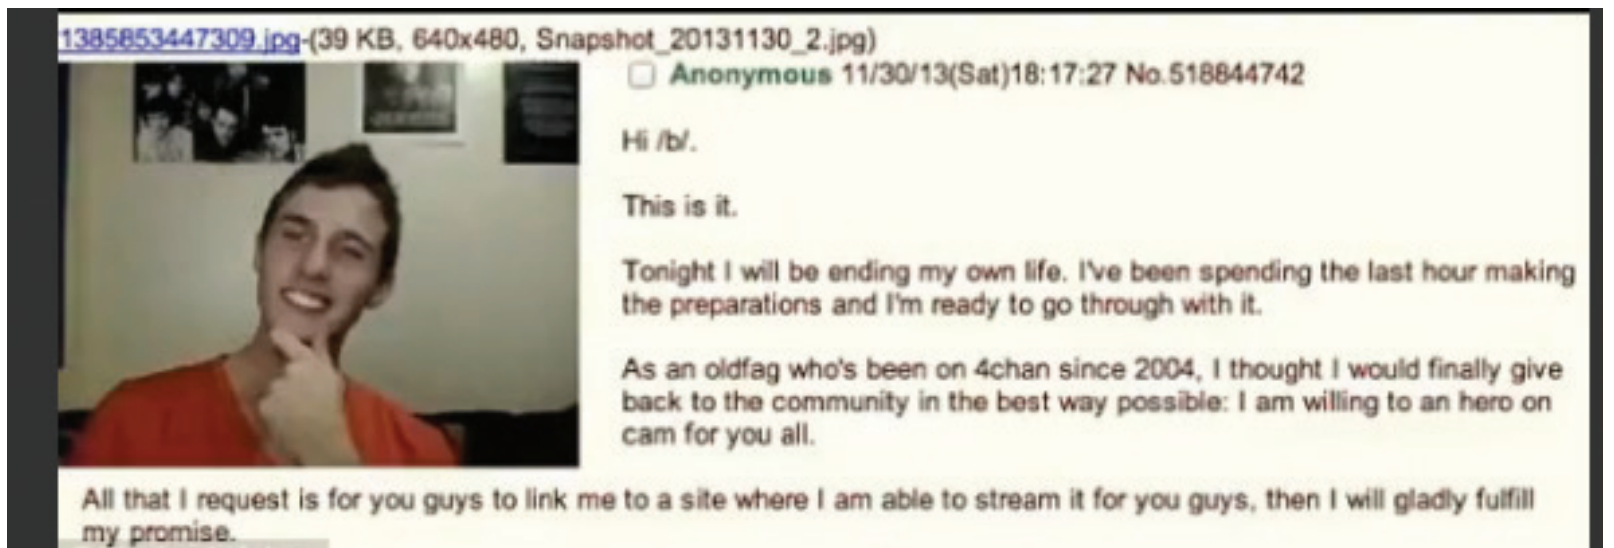 1385853447309.jpg-(39 KB, 640x480, Snapshot_20131130_2.jpg)
Anonymous 11/30/13(Sat)18:17:27 No.518844742
Hi /b/.
This is it.
Tonight I will be ending my own life. I've been spending the last hour making
the preparations and I'm ready to go through with it.
As an oldfag who's been on 4chan since 2004, I thought I would finally give
back to the community in the best way possible: I am willing to an hero on
cam for you all.
All that I request is for you guys to link me to a site where I am able to stream it for you guys, then I will gladly fulfill
my promise.